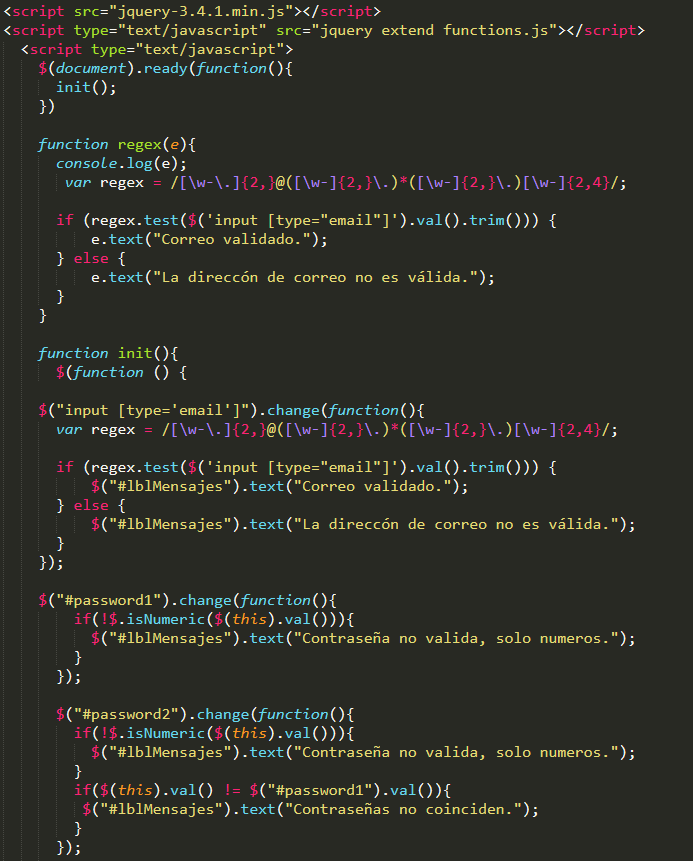 <script src="jquery-3.4.1.min.js"></script>
<script type="text/javascript" src="jquery extend functions.js"></script>
<script type="text/javascript">
$(document).ready(function(){
init();
})
function regex(e){
console.log(e);
var regex = /[\w-\.]{2,}@([\w-]{2,}\.)*([\w-]{2,}\.)[\w-]{2,4}/;
if (regex.test($('input [type="email"]').val().trim())) {
e.text("Correo validado.");
} else {
e.text("La direccón de correo no es válida.");
}
}
function init(){
$(function () {
$("input [type='email']").change(function(){
var regex = /[\w-\.]{2,}@([\w-]{2,}\.)*([\w-]{2,}\.)[\w-]{2,4}/;
if (regex.test($('input [type="email"]').val().trim())) {
$("#lblMensajes").text("Correo validado.");
} else {
$("#lblMensajes").text("La direccón de correo no es válida.");
}
});
$("#password1").change(function(){
if(!$.isNumeric($(this).val())){
$("#lblMensajes").text("Contraseña no valida, solo numeros.");
}
});
$("#password2").change(function(){
if(!$.isNumeric($(this).val())){
$("#lblMensajes").text("Contraseña no valida, solo numeros.");
}
if($(this).val() != $("#password1").val()){
$("#lblMensajes").text("Contraseñas no coinciden.");
}
});